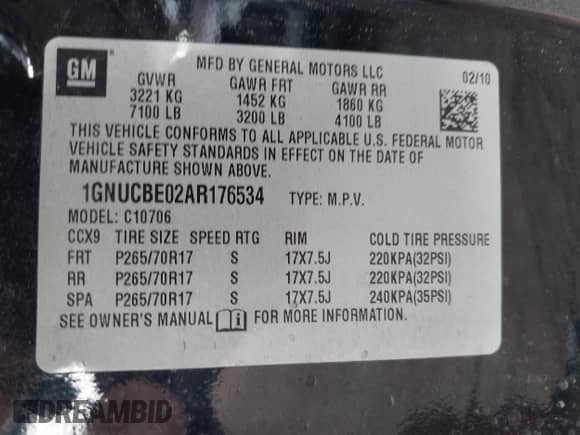 GM
MFD BY GENERAL MOTORS LLC 02/10
GVWR GAWR FRT GAWR RR
3221 KG 1452 KG 1860 KG
7100 LB 3200 LB 4100 LB
THIS VEHICLE CONFORMS TO ALL APPLICABLE U.S. FEDERAL MOTOR
VEHICLE SAFETY STANDARDS IN EFFECT ON THE DATE OF
MANUFACTURE SHOWN ABOVE.
1GNUCBE02AR176534 TYPE: M.P.V.
MODEL: C10706
CCX9 TIRE SIZE SPEED RTG RIM COLD TIRE PRESSURE
FRT P265/70R17 S 17X7.5J 220KPA(32PSI)
RR P265/70R17 S 17X7.5J 220KPA(32PSI)
SPA P265/70R17 S 17X7.5J 240KPA(35PSI)
SEE OWNER'S MANUAL FOR MORE INFORMATION.
DREAMBID